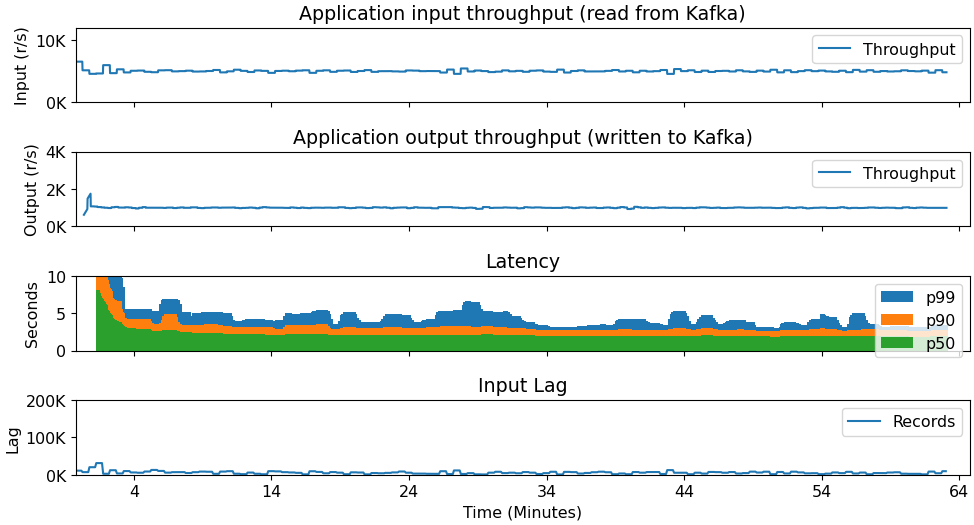 Application input throughput (read from Kafka)
Input (r/s)
10K
0K
Throughput
Application output throughput (written to Kafka)
Output (r/s)
4K
2K
0K
Throughput
Latency
Seconds
10
5
0
p99
p90
p50
Input Lag
Lag
200K
100K
0K
Records
4 14 24 34 44 54 64
Time (Minutes)